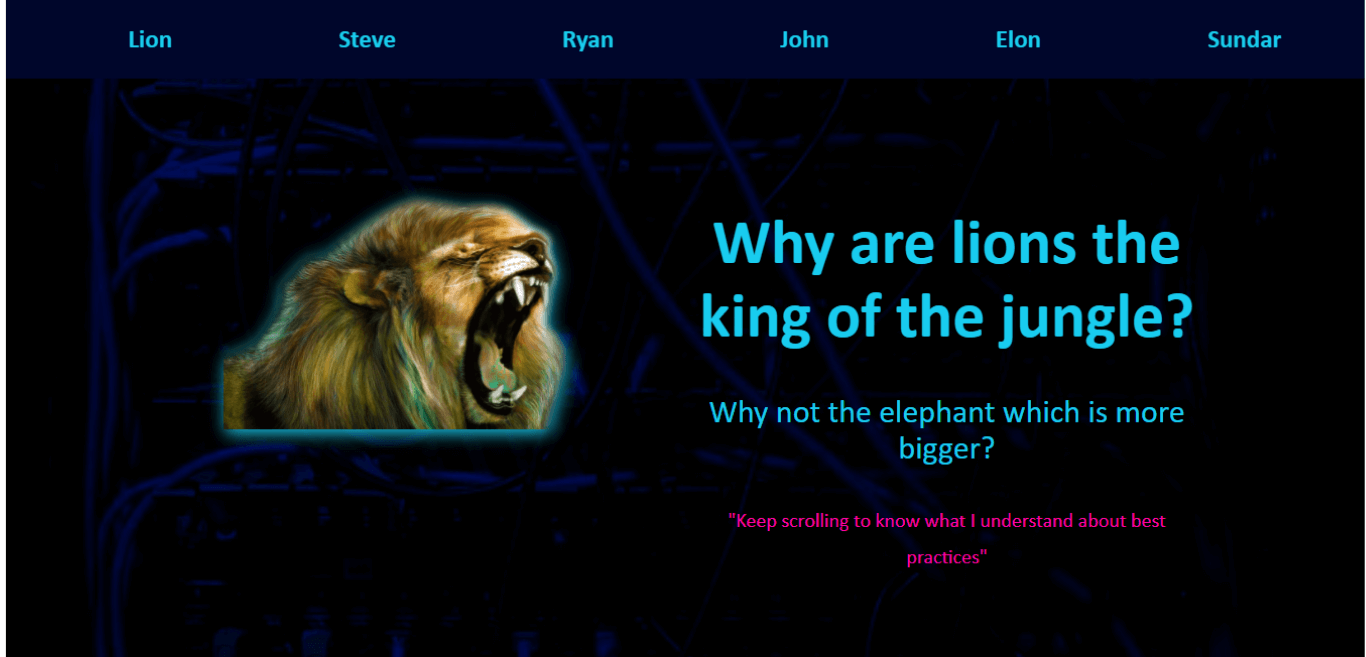 Lion Steve Ryan John Elon Sundar
Why are lions the
king of the jungle?
Why not the elephant which is more
bigger?
"Keep scrolling to know what I understand about best
practices"